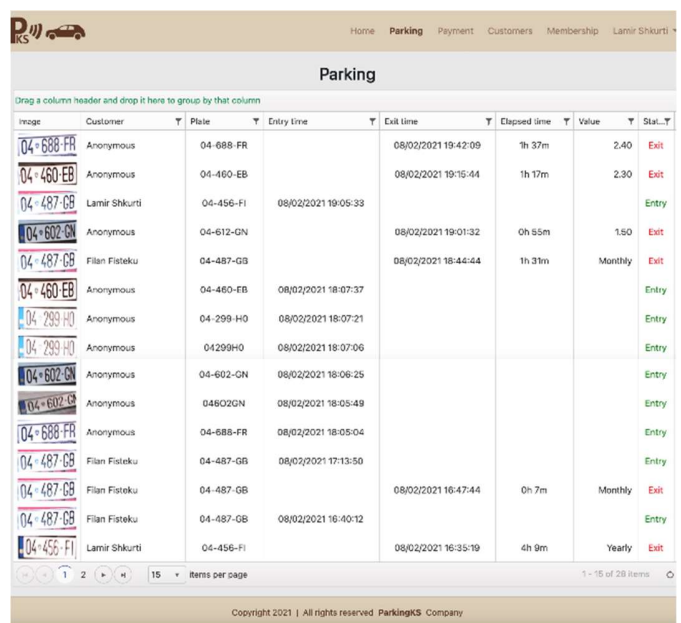 PKS
Home Parking Payment Customers Membership Lamir Shkurti
Parking
Drag a column header and drop it here to group by that column
Image Customer Plate Entry time Exit time Elapsed time Value Stat...
04-688-FR Anonymous 04-688-FR 08/02/2021 19:42:09 1h 37m 2.40 Exit
04-460-EB Anonymous 04-460-EB 08/02/2021 19:15:44 1h 17m 2.30 Exit
04-487-GB Lamir Shkurti 04-456-FI 08/02/2021 19:05:33 Entry
04-602-GN Anonymous 04-612-GN 08/02/2021 19:01:32 0h 55m 1.50 Exit
04-487-GB Filan Fisteku 04-487-GB 08/02/2021 18:44:44 1h 31m Monthly Exit
04-460-EB Anonymous 04-460-EB 08/02/2021 18:07:37 Entry
04-299-HO Anonymous 04-299-H0 08/02/2021 18:07:21 Entry
04-299-HO Anonymous 04299H0 08/02/2021 18:07:06 Entry
04-602-GN Anonymous 04-602-GN 08/02/2021 18:06:25 Entry
04-602-GN Anonymous 046O2GN 08/02/2021 18:05:49 Entry
04-688-FR Anonymous 04-688-FR 08/02/2021 18:05:04 Entry
04-487-GB Filan Fisteku 04-487-GB 08/02/2021 17:13:50 Entry
04-487-GB Filan Fisteku 04-487-GB 08/02/2021 16:47:44 0h 7m Monthly Exit
04-487-GB Filan Fisteku 04-487-GB 08/02/2021 16:40:12 Entry
04-456-FI Lamir Shkurti 04-456-FI 08/02/2021 16:35:19 4h 9m Yearly Exit
1 2 15 items per page 1 - 15 of 28 items
Copyright 2021 | All rights reserved ParkingKS Company